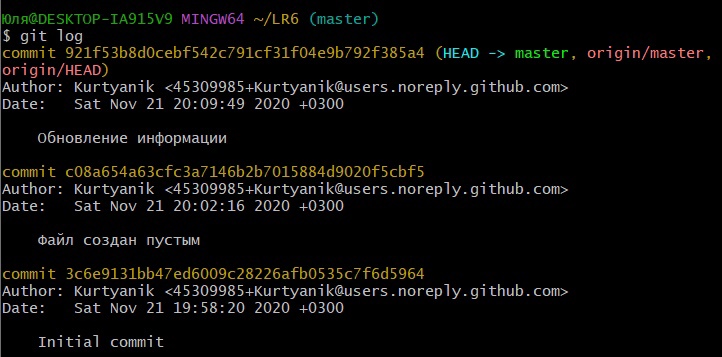 Юля@DESKTOP-IA915V9 MINGW64 ~/LR6 (master)
$ git log
commit 921f53b8d0cebf542c791cf31f04e9b792f385a4 (HEAD -> master, origin/master,
origin/HEAD)
Author: Kurtyanik <45309985+Kurtyanik@users.noreply.github.com>
Date:   Sat Nov 21 20:09:49 2020 +0300
    Обновление информации
commit c08a654a63cfc3a7146b2b7015884d9020f5cbf5
Author: Kurtyanik <45309985+Kurtyanik@users.noreply.github.com>
Date:   Sat Nov 21 20:02:16 2020 +0300
    Файл создан пустым
commit 3c6e9131bb47ed6009c28226afb0535c7f6d5964
Author: Kurtyanik <45309985+Kurtyanik@users.noreply.github.com>
Date:   Sat Nov 21 19:58:20 2020 +0300
    Initial commit